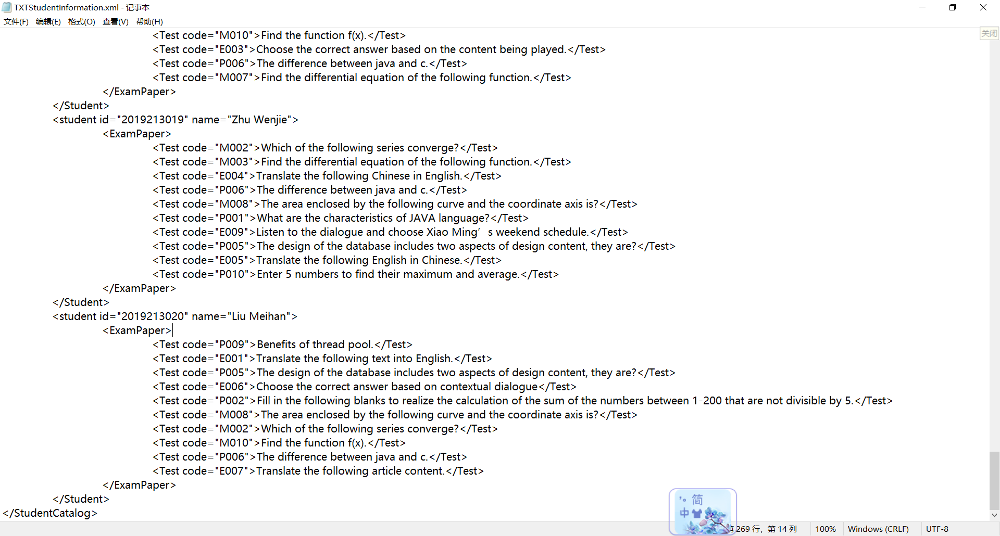 TXTStudentInformation.xml - 记事本
文件(F) 编辑(E) 格式(O) 查看(V) 帮助(H)
关闭
<Test code="M010">Find the function f(x).</Test>
<Test code="E003">Choose the correct answer based on the content being played.</Test>
<Test code="P006">The difference between java and c.</Test>
<Test code="M007">Find the differential equation of the following function.</Test>
</ExamPaper>
</Student>
<student id="2019213019" name="Zhu Wenjie">
<ExamPaper>
<Test code="M002">Which of the following series converge?</Test>
<Test code="M003">Find the differential equation of the following function.</Test>
<Test code="E004">Translate the following Chinese in English.</Test>
<Test code="P006">The difference between java and c.</Test>
<Test code="M008">The area enclosed by the following curve and the coordinate axis is?</Test>
<Test code="P001">What are the characteristics of JAVA language?</Test>
<Test code="E009">Listen to the dialogue and choose Xiao Ming’s weekend schedule.</Test>
<Test code="P005">The design of the database includes two aspects of design content, they are?</Test>
<Test code="E005">Translate the following English in Chinese.</Test>
<Test code="P010">Enter 5 numbers to find their maximum and average.</Test>
</ExamPaper>
</Student>
<student id="2019213020" name="Liu Meihan">
<ExamPaper>
<Test code="P009">Benefits of thread pool.</Test>
<Test code="E001">Translate the following text into English.</Test>
<Test code="P005">The design of the database includes two aspects of design content, they are?</Test>
<Test code="E006">Choose the correct answer based on contextual dialogue</Test>
<Test code="P002">Fill in the following blanks to realize the calculation of the sum of the numbers between 1-200 that are not divisible by 5.</Test>
<Test code="M008">The area enclosed by the following curve and the coordinate axis is?</Test>
<Test code="M002">Which of the following series converge?</Test>
<Test code="M010">Find the function f(x).</Test>
<Test code="P006">The difference between java and c.</Test>
<Test code="E007">Translate the following article content.</Test>
</ExamPaper>
</Student>
</StudentCatalog>
简
中
第 269 行，第 14 列 100% Windows (CRLF) UTF-8